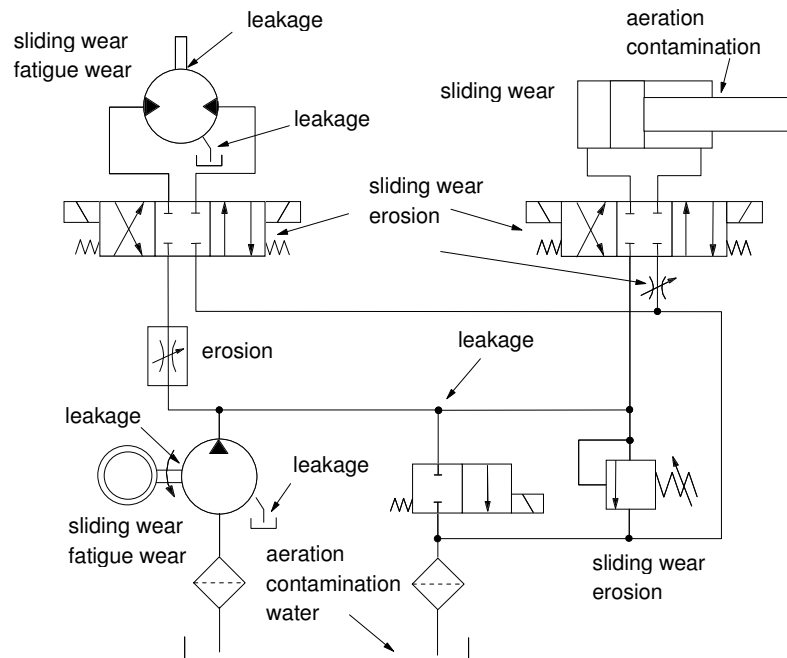 leakage
sliding wear
fatigue wear
leakage
aeration
contamination
sliding wear
sliding wear
erosion
erosion
leakage
leakage
leakage
sliding wear
fatigue wear
aeration
contamination
water
sliding wear
erosion